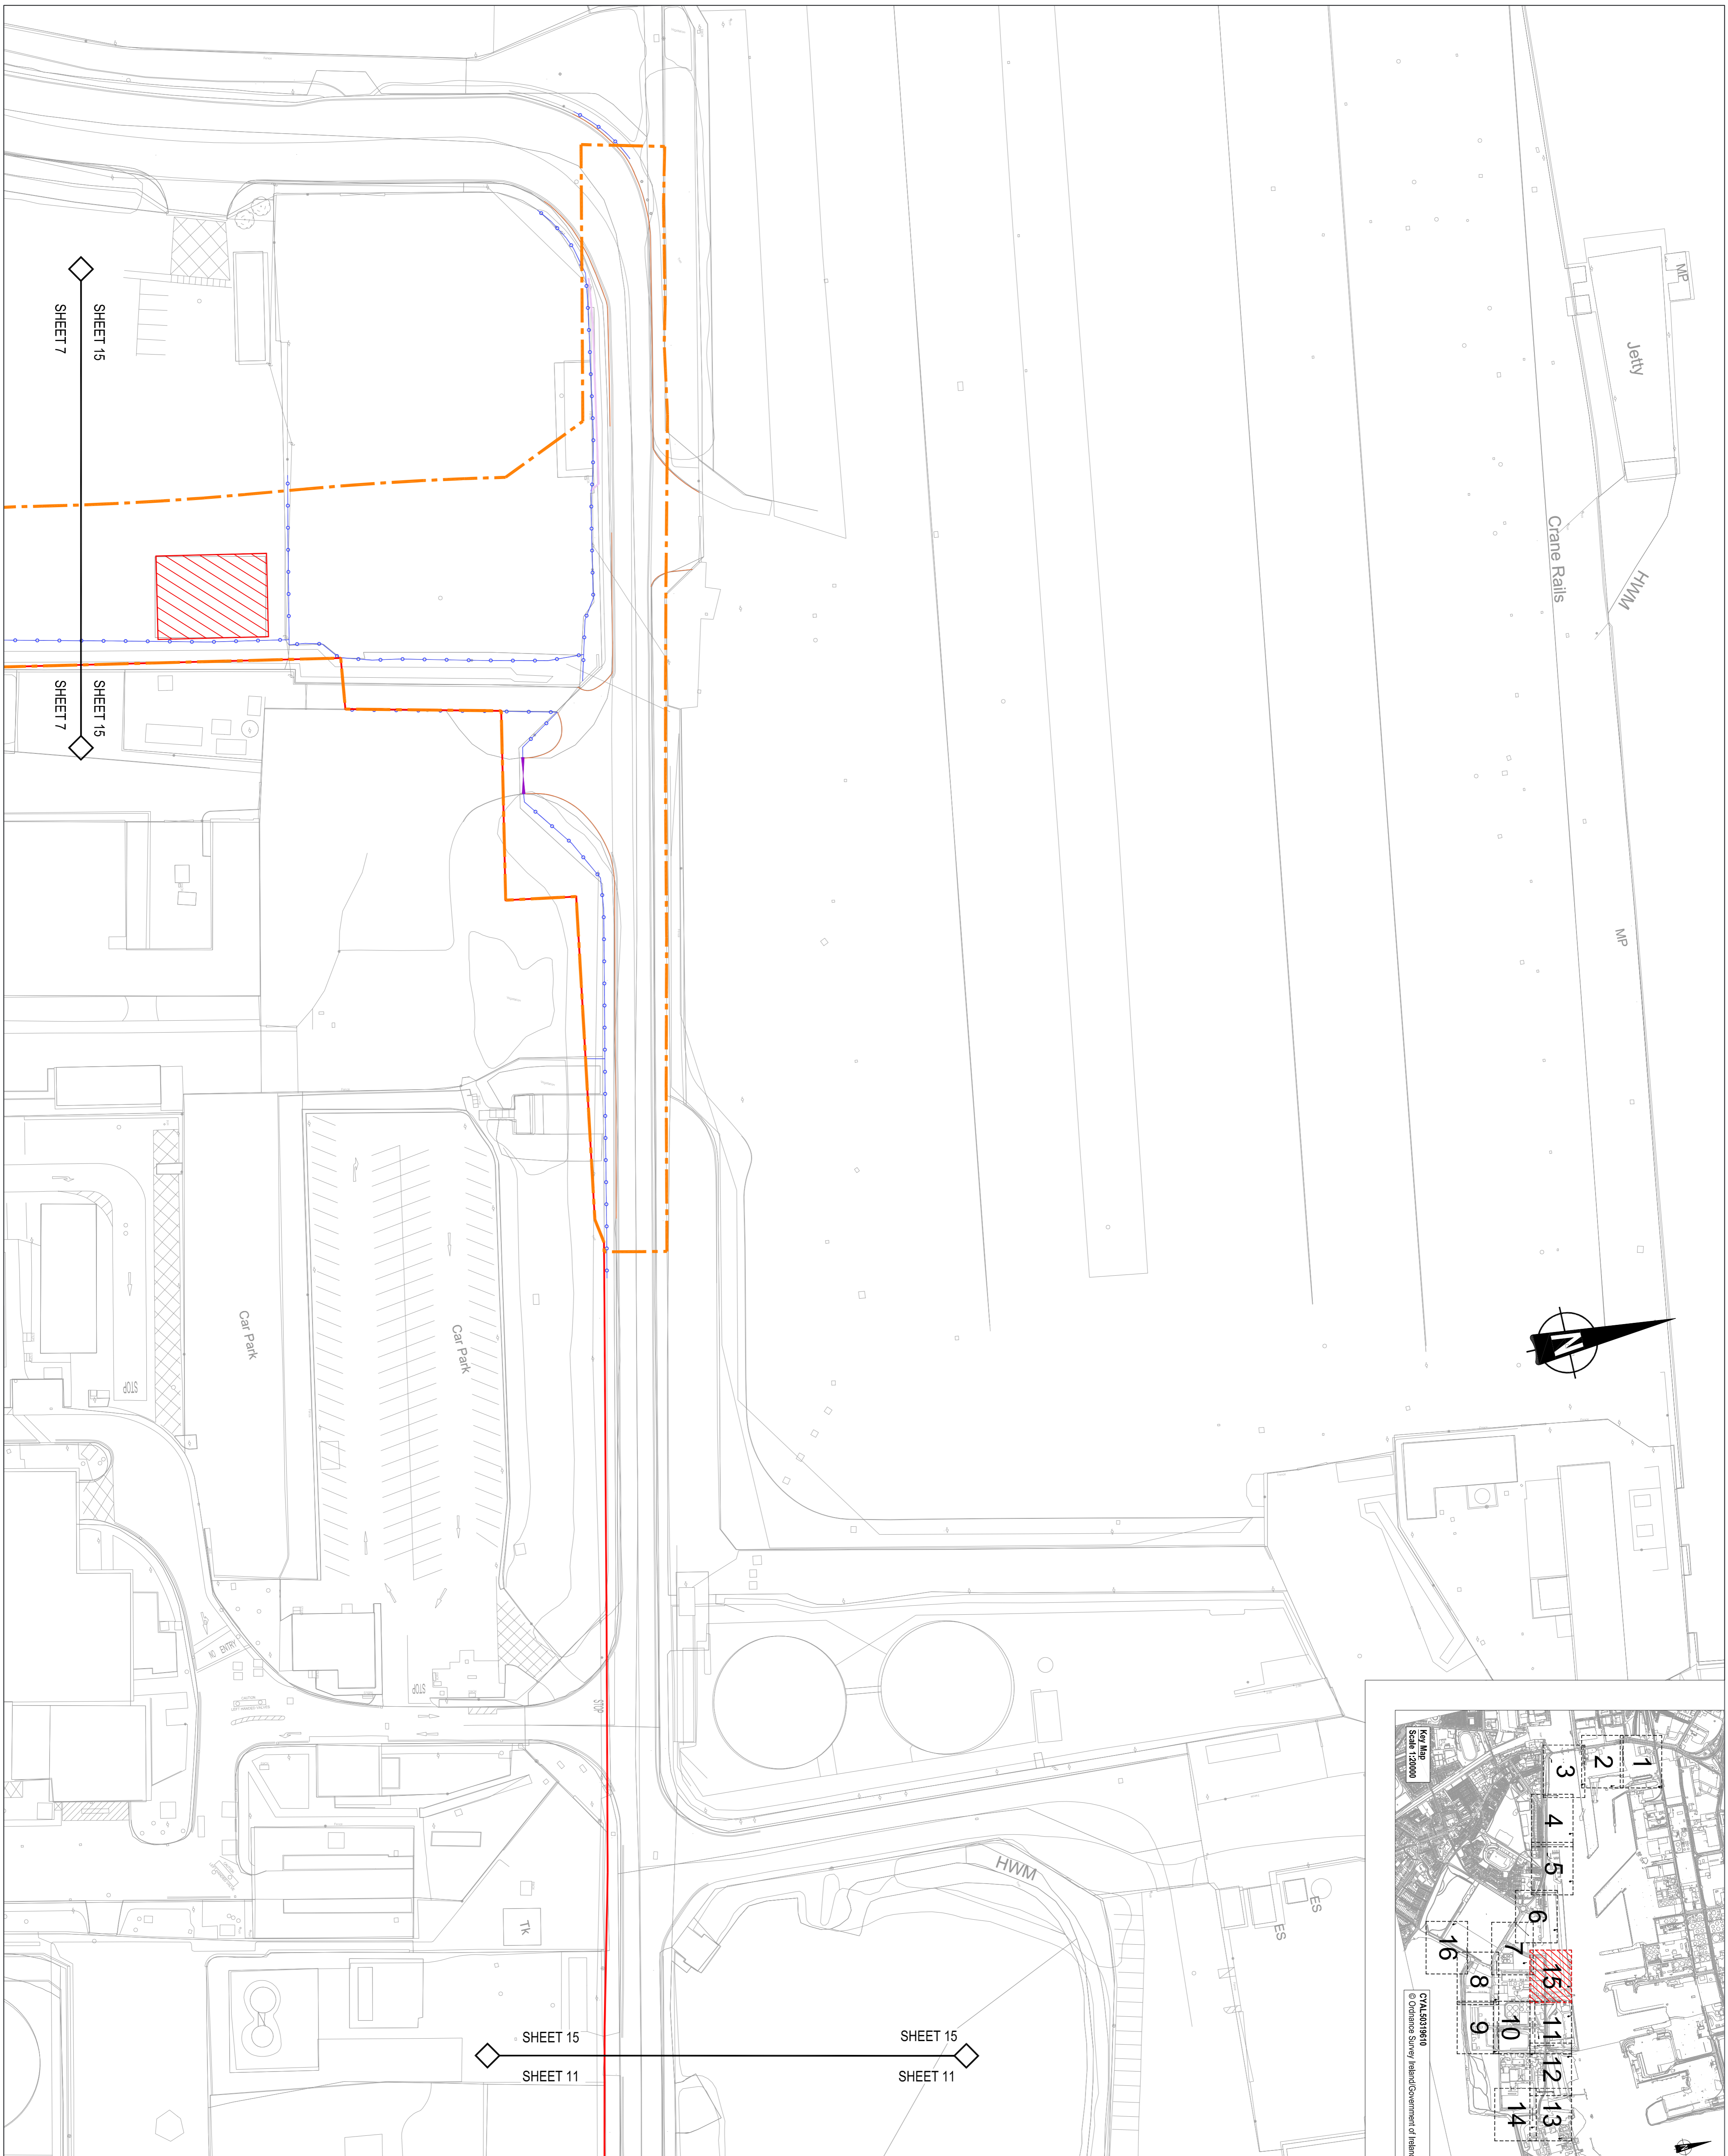 MP
Jetty
HWM
Crane Rails
MP
N
SHEET 15
SHEET 7
SHEET 15
SHEET 7
Car Park
Car Park
STOP
STOP
STOP
NO ENTRY
HWM
ES
ES
Tk
SHEET 15
SHEET 11
SHEET 15
SHEET 11
Key Map
Scale 1:20000
1
2
3
4
5
6
7
16
15
8
9
10
11
12
13
14
CYAL50319610
© Ordnance Survey Ireland/Government of